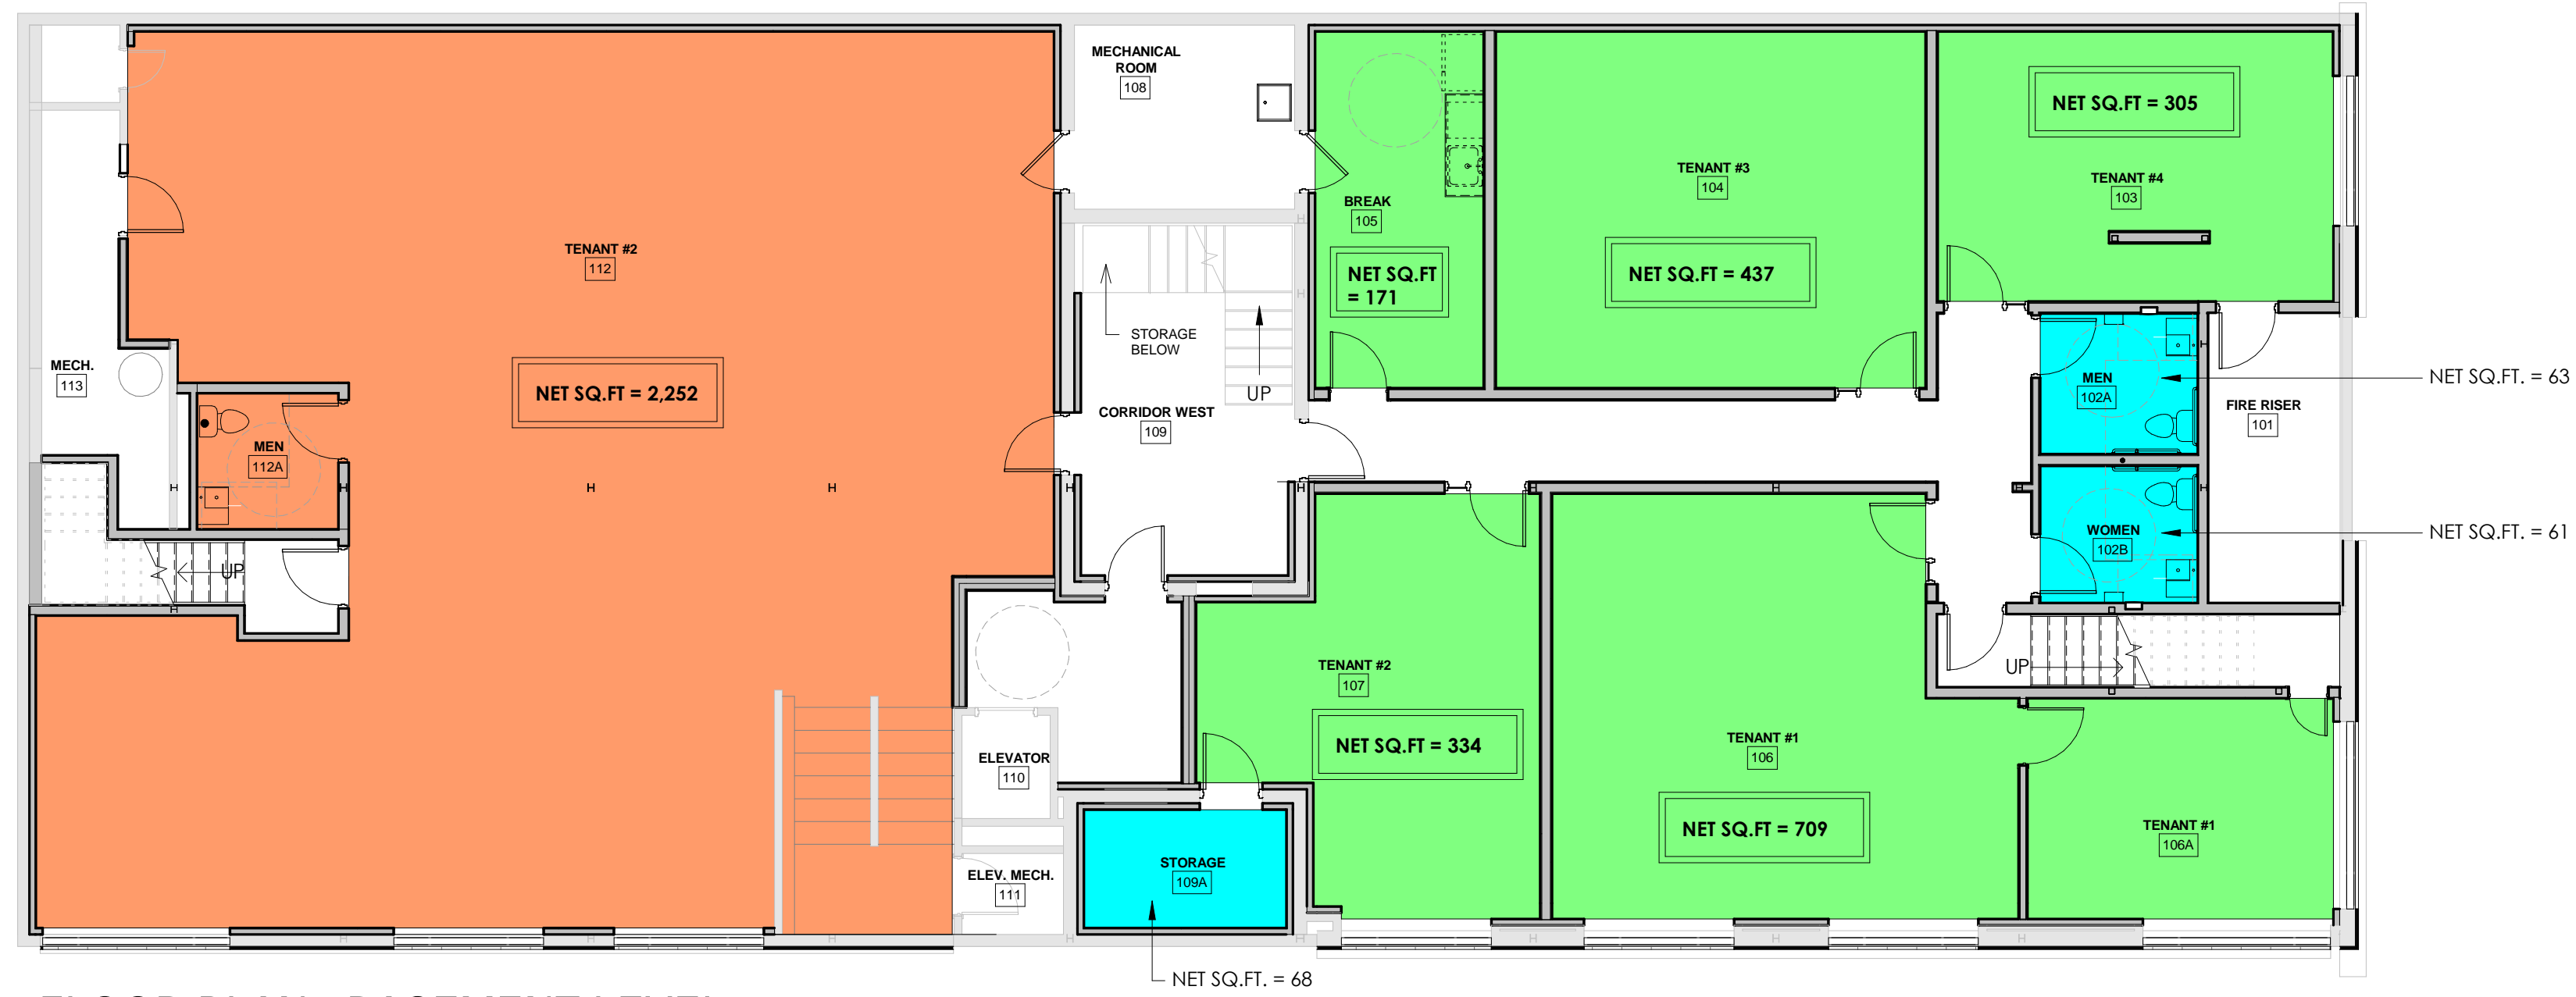 MECHANICAL
ROOM
108
NET SQ.FT = 305
TENANT #3
104
TENANT #4
103
BREAK
105
TENANT #2
112
NET SQ.FT
= 171
NET SQ.FT = 437
STORAGE
BELOW
MECH.
113
NET SQ.FT = 2,252
UP
CORRIDOR WEST
109
MEN
102A
NET SQ.FT. = 63
FIRE RISER
101
MEN
112A
WOMEN
102B
NET SQ.FT. = 61
UP
TENANT #2
107
UP
NET SQ.FT = 334
TENANT #1
106
ELEVATOR
110
NET SQ.FT = 709
TENANT #1
106A
STORAGE
109A
ELEV. MECH.
111
NET SQ.FT. = 68